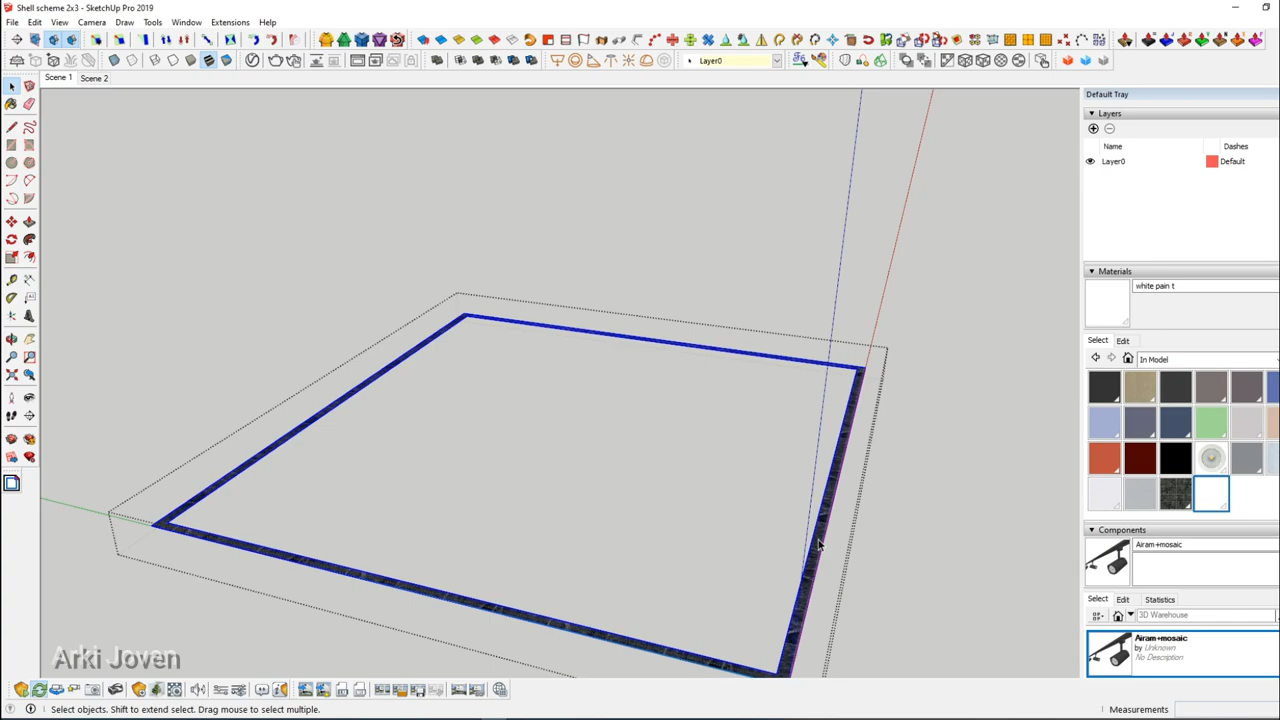 Shell scheme 2x3 - SketchUp Pro 2019
File Edit View Camera Draw Tools Window Extensions Help
Layer0
Scene 1 Scene 2
Default Tray
Layers
Name Dashes
Layer0 Default
Materials
white pain t
Select Edit
In Model
Components
Airam+mosaic
Select Edit Statistics
3D Warehouse
Airam+mosaic
by Unknown
No Description
Arki Joven
Select objects. Shift to extend select. Drag mouse to select multiple.
Measurements